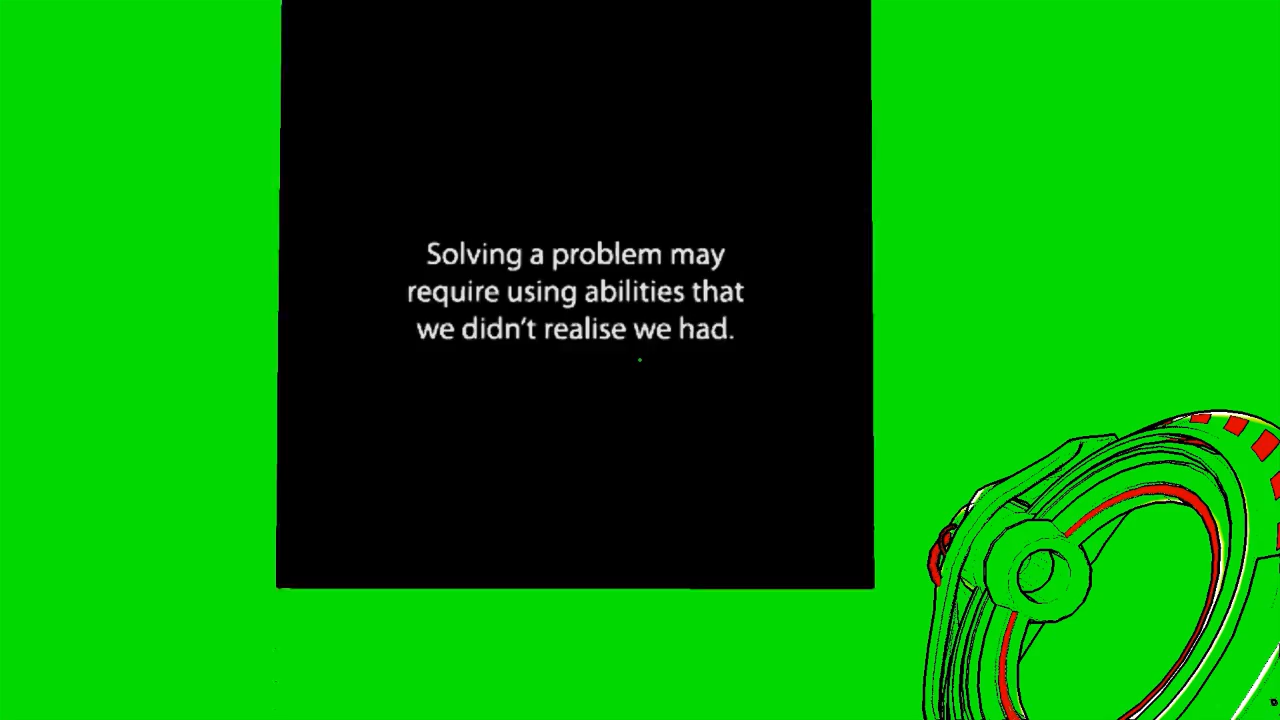 Solving a problem may
require using abilities that
we didn't realise we had.